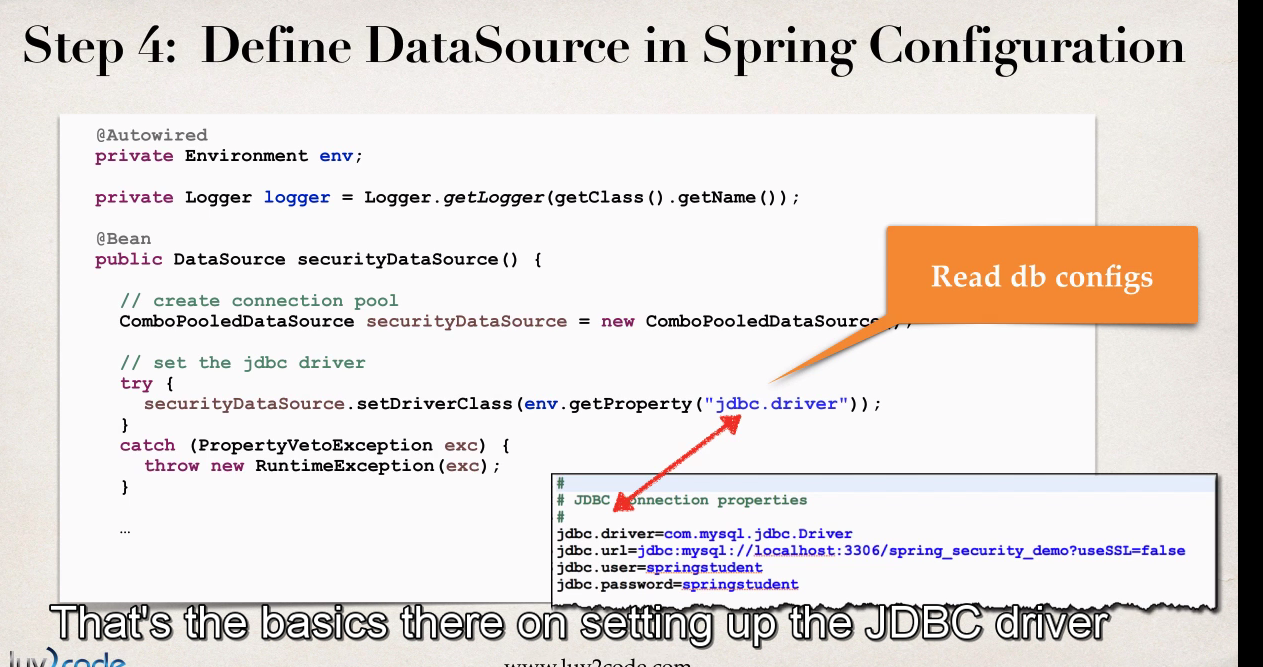 Step 4: Define DataSource in Spring Configuration
@Autowired
private Environment env;
private Logger logger = Logger.getLogger(getClass().getName());
@Bean
public DataSource securityDataSource() {
Read db configs
// create connection pool
ComboPooledDataSource securityDataSource = new ComboPooledDataSource
// set the jdbc driver
try {
securityDataSource.setDriverClass(env.getProperty("jdbc.driver"));
}
catch (PropertyVetoException exc) {
throw new RuntimeException(exc);
}
…
#
# JDBC connection properties
#
jdbc.driver=com.mysql.jdbc.Driver
jdbc.url=jdbc:mysql://localhost:3306/spring_security_demo?useSSL=false
jdbc.user=springstudent
jdbc.password=springstudent
That's the basics there on setting up the JDBC driver
luv2code
www.luv2code.com